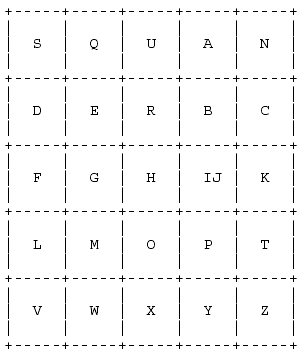 S Q U A N
D E R B C
F G H IJ K
L M O P T
V W X Y Z